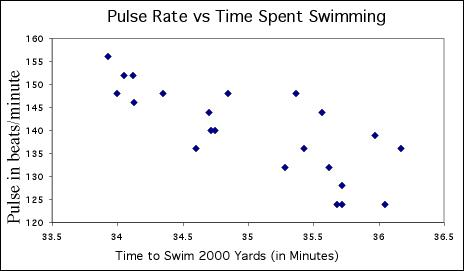 Pulse Rate vs Time Spent Swimming
Pulse in beats/minute
160
155
150
145
140
135
130
125
120
33.5 34 34.5 35 35.5 36 36.5
Time to Swim 2000 Yards (in Minutes)